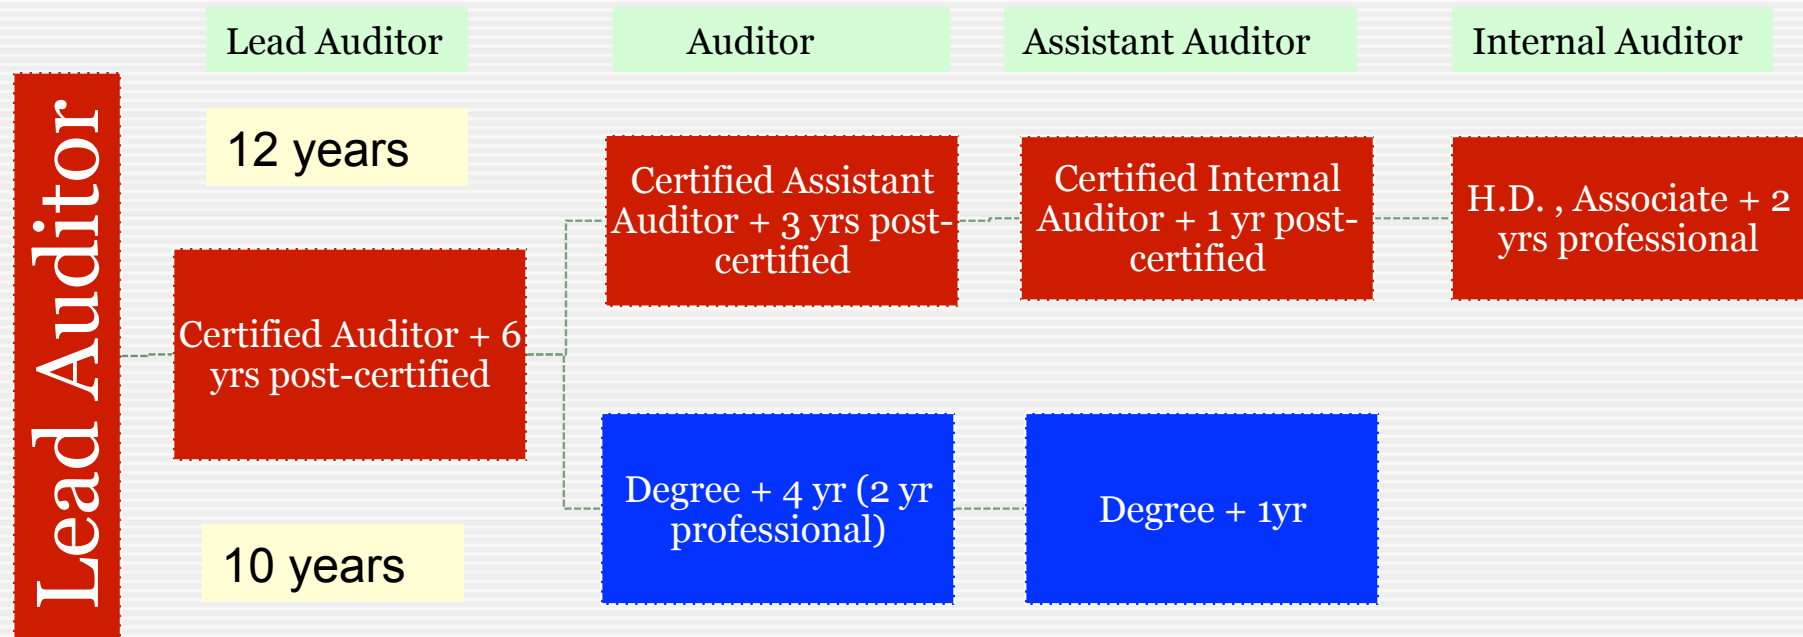 Lead Auditor
Auditor
Assistant Auditor
Internal Auditor
Lead Auditor
12 years
Certified Auditor + 6
yrs post-certified
10 years
Certified Assistant
Auditor + 3 yrs post-
certified
Certified Internal
Auditor + 1 yr post-
certified
H.D. , Associate + 2
yrs professional
Degree + 4 yr (2 yr
professional)
Degree + 1yr